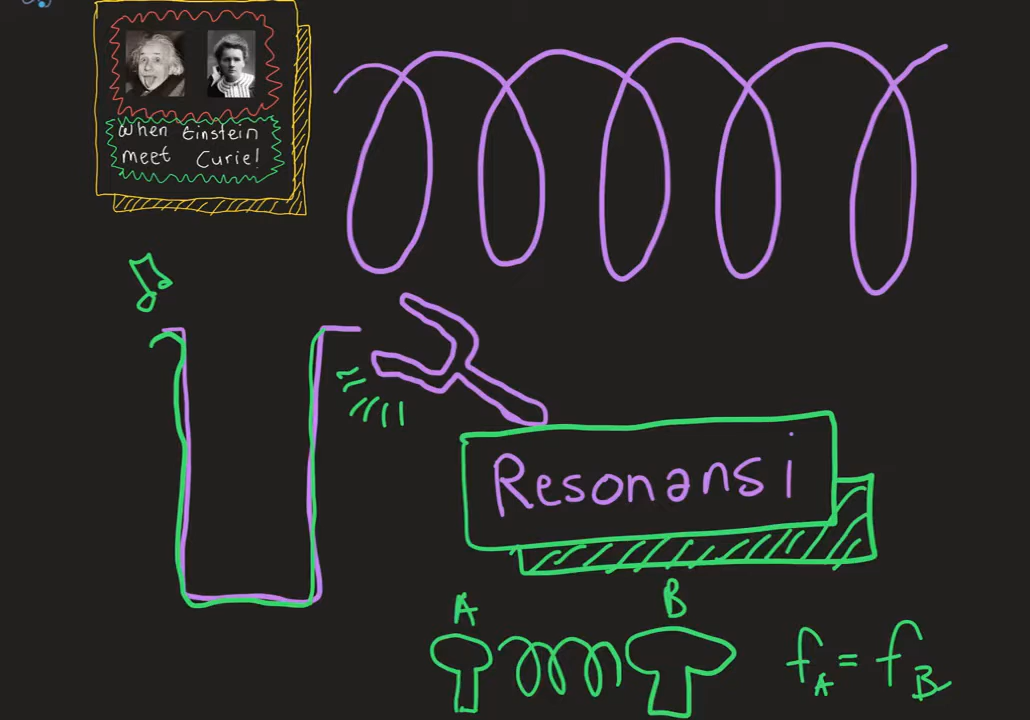 When Einstein
meet Curie!
Resonansi
A
B
fA = fB